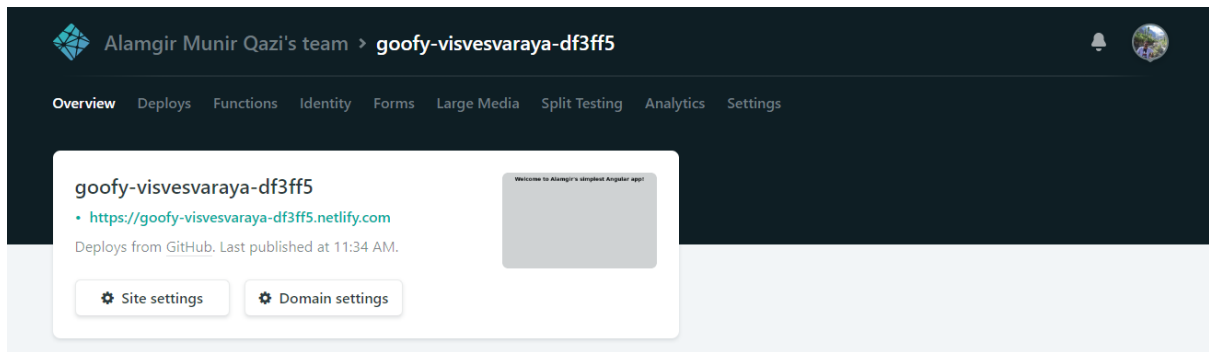 Alamgir Munir Qazi's team > goofy-visvesvaraya-df3ff5
Overview Deploys Functions Identity Forms Large Media Split Testing Analytics Settings
goofy-visvesvaraya-df3ff5
• https://goofy-visvesvaraya-df3ff5.netlify.com
Deploys from GitHub. Last published at 11:34 AM.
Site settings Domain settings
Welcome to Alamgir's simplest Angular app!